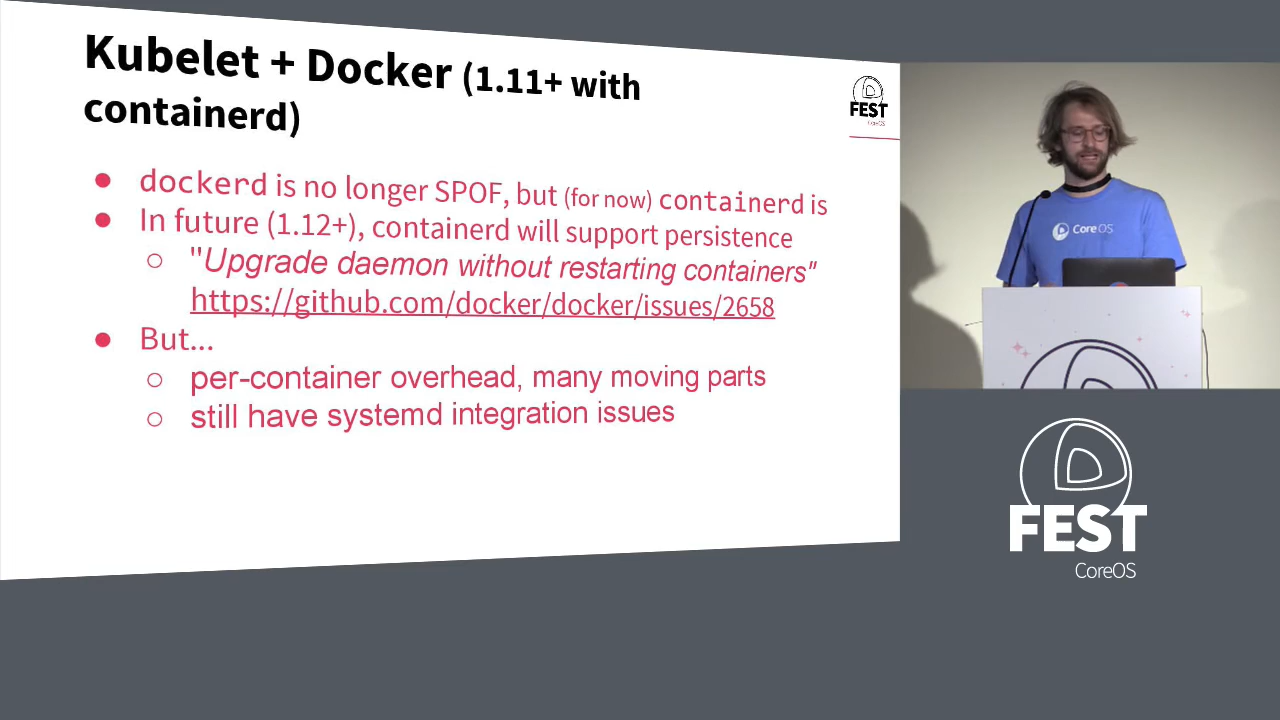 Kubelet + Docker (1.11+ with
containerd)
FEST
CoreOS
● dockerd is no longer SPOF, but (for now) containerd is
● In future (1.12+), containerd will support persistence
○ "Upgrade daemon without restarting containers"
https://github.com/docker/docker/issues/2658
● But...
○ per-container overhead, many moving parts
○ still have systemd integration issues
CoreOS
FEST
CoreOS